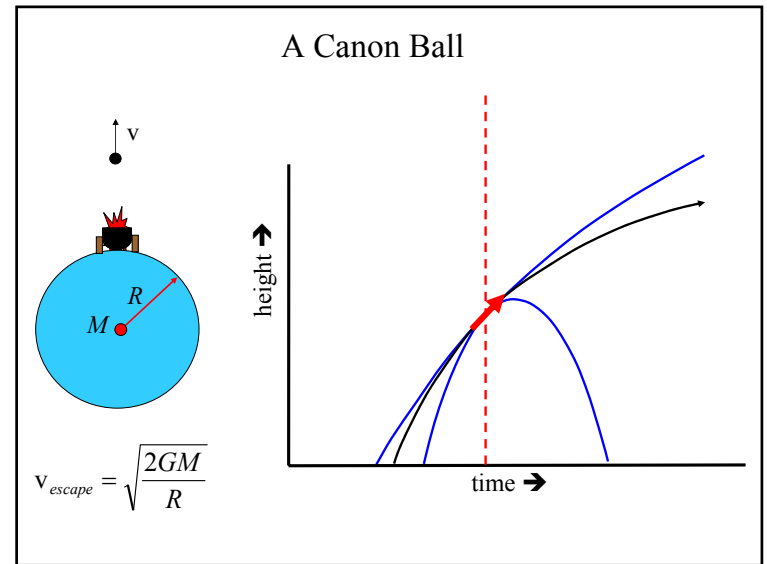 A Canon Ball
v
R
M
height ➔
time ➔
v_escape = √(2GM/R)